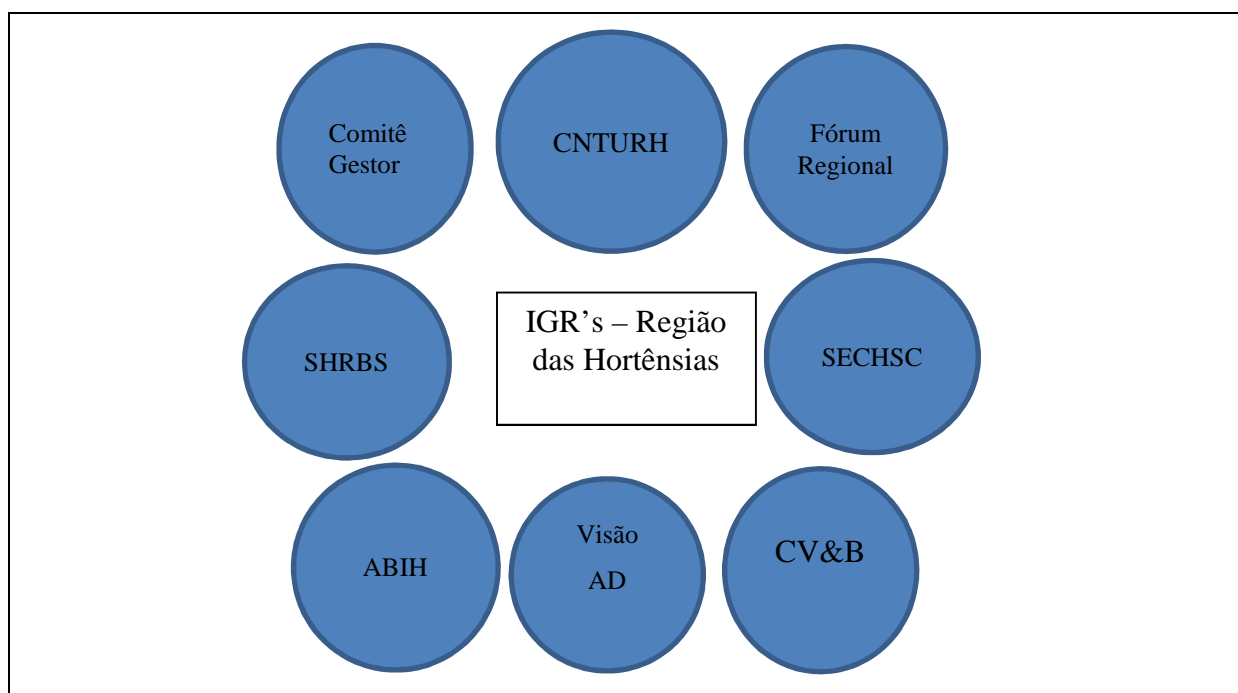 Comitê
Gestor
CNTURH
Fórum
Regional
SHRBS
IGR’s – Região
das Hortênsias
SECHSC
ABIH
Visão
AD
CV&B